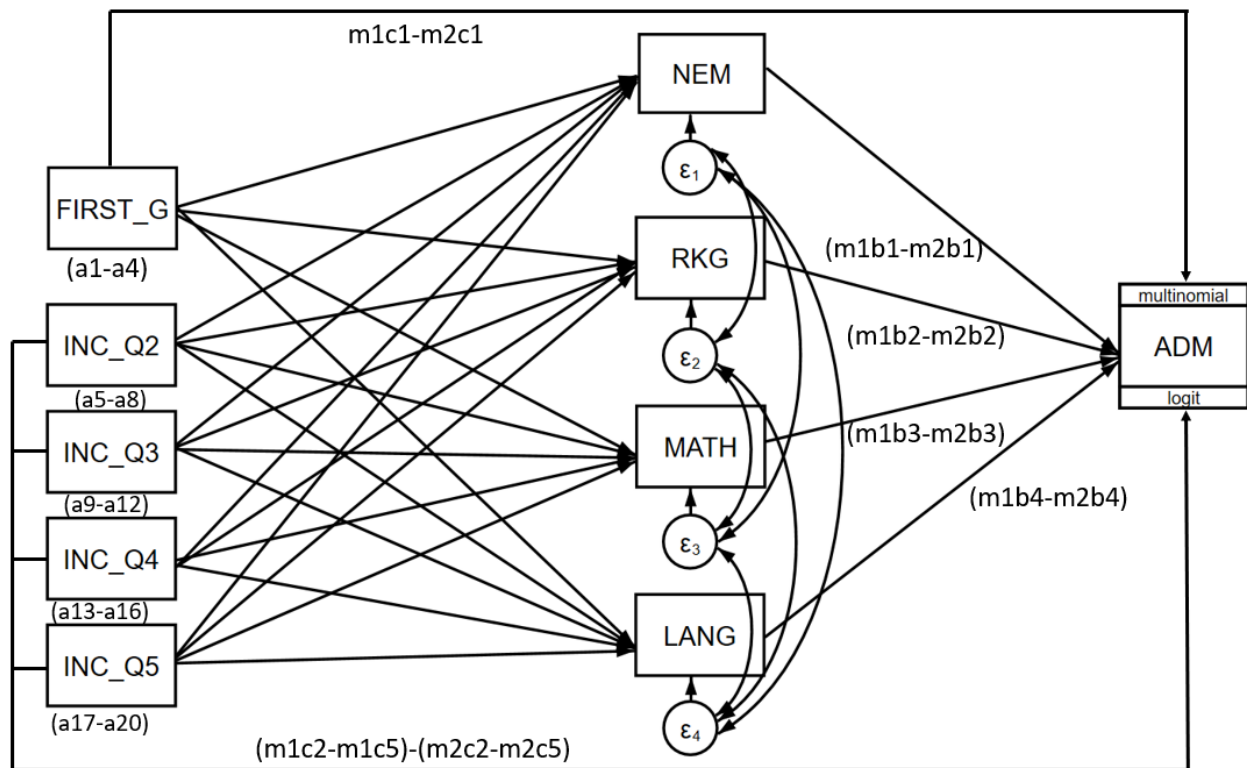 m1c1-m2c1
NEM
ε1
FIRST_G
(a1-a4)
RKG
(m1b1-m2b1)
multinomial
ADM
logit
INC_Q2
(a5-a8)
ε2
(m1b2-m2b2)
INC_Q3
(a9-a12)
MATH
(m1b3-m2b3)
(m1b4-m2b4)
INC_Q4
(a13-a16)
ε3
INC_Q5
(a17-a20)
LANG
ε4
(m1c2-m1c5)-(m2c2-m2c5)